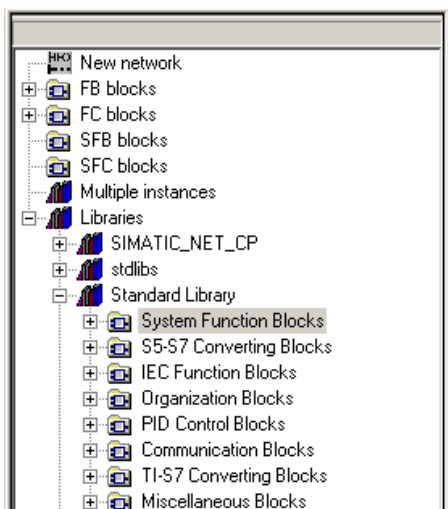 New network
FB blocks
FC blocks
SFB blocks
SFC blocks
Multiple instances
Libraries
SIMATIC_NET_CP
stdlibs
Standard Library
System Function Blocks
S5-S7 Converting Blocks
IEC Function Blocks
Organization Blocks
PID Control Blocks
Communication Blocks
TI-S7 Converting Blocks
Miscellaneous Blocks